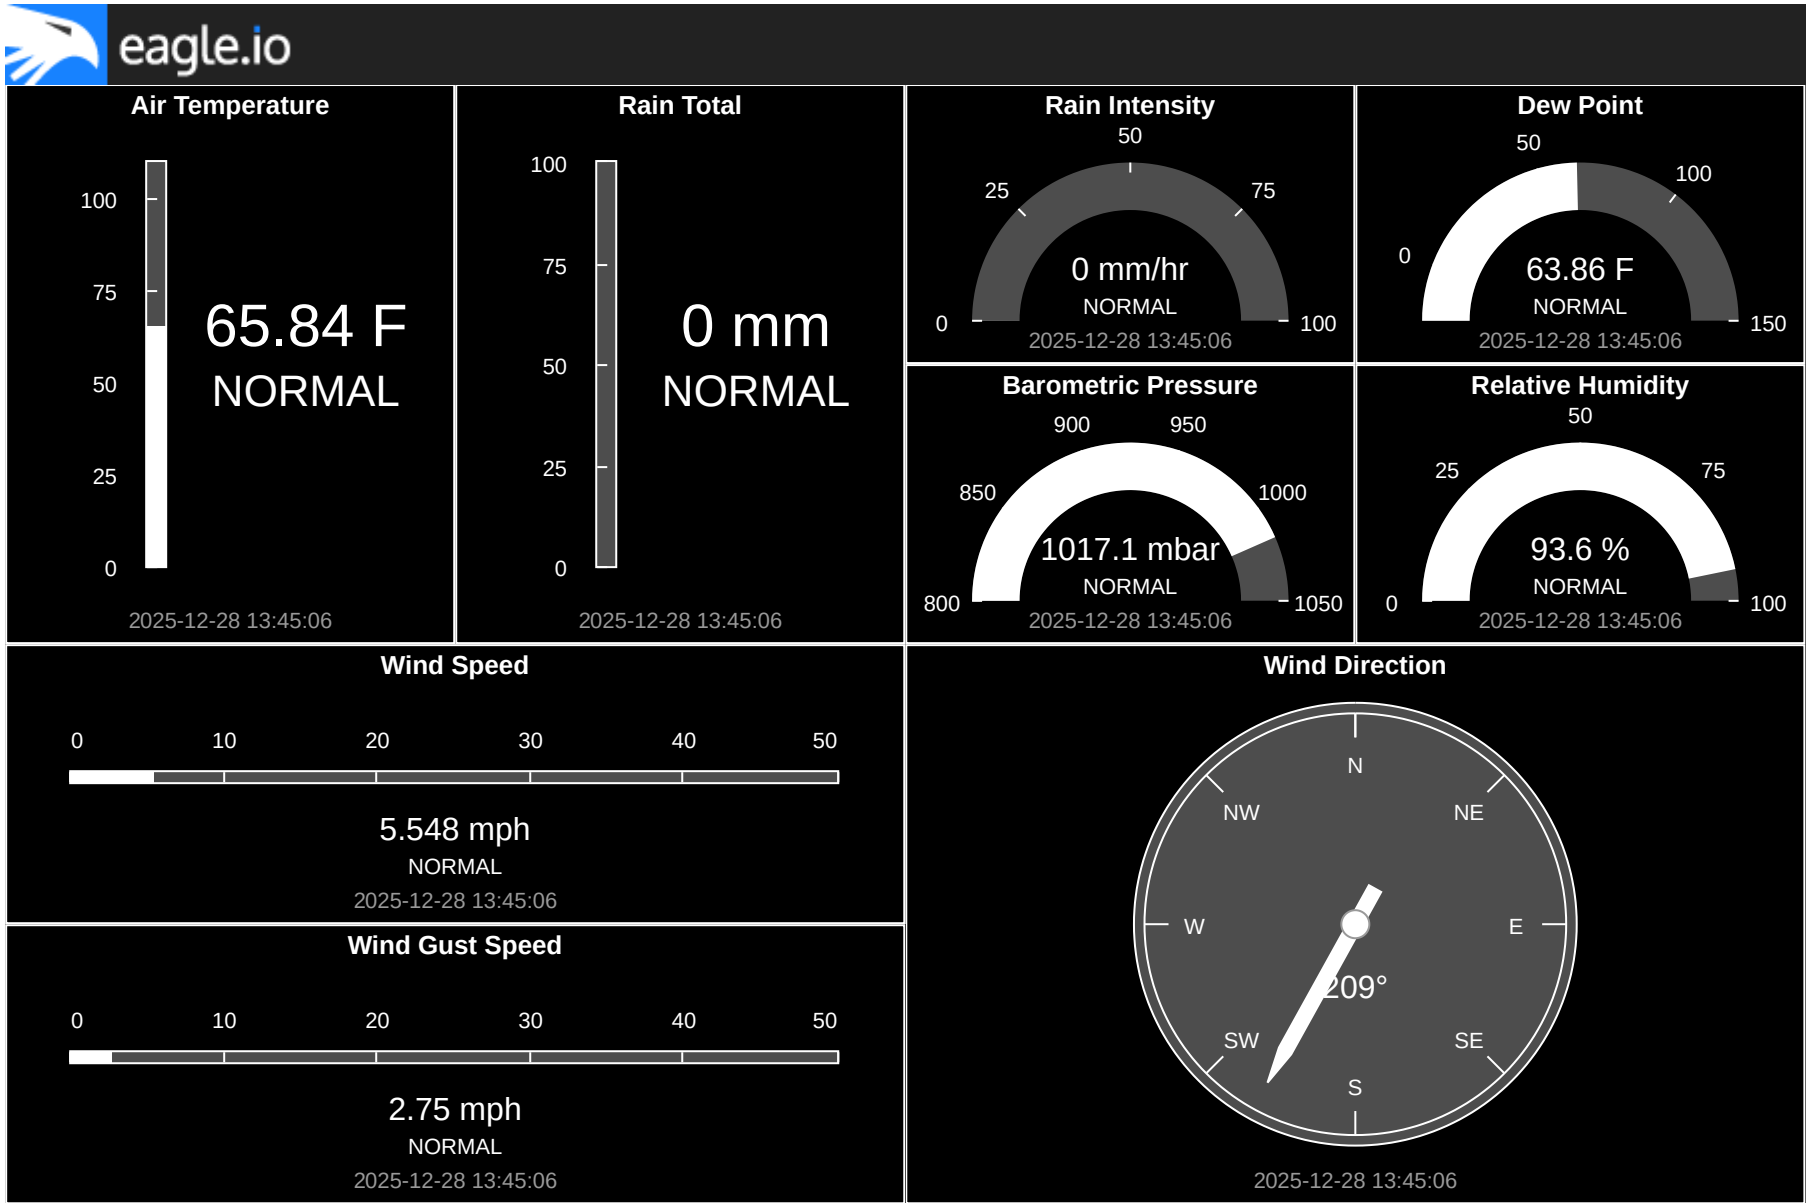 eagle.io
Air Temperature
100
75
50
25
0
65.84 F
NORMAL
2025-12-28 13:45:06
Rain Total
100
75
50
25
0
0 mm
NORMAL
2025-12-28 13:45:06
Rain Intensity
0
25
50
75
100
0 mm/hr
NORMAL
2025-12-28 13:45:06
Dew Point
0
50
100
150
63.86 F
NORMAL
2025-12-28 13:45:06
Barometric Pressure
800
850
900
950
1000
1050
1017.1 mbar
NORMAL
2025-12-28 13:45:06
Relative Humidity
0
25
50
75
100
93.6 %
NORMAL
2025-12-28 13:45:06
Wind Speed
0 10 20 30 40 50
5.548 mph
NORMAL
2025-12-28 13:45:06
Wind Gust Speed
0 10 20 30 40 50
2.75 mph
NORMAL
2025-12-28 13:45:06
Wind Direction
N
NW NE
W E
209°
SW SE
S
2025-12-28 13:45:06